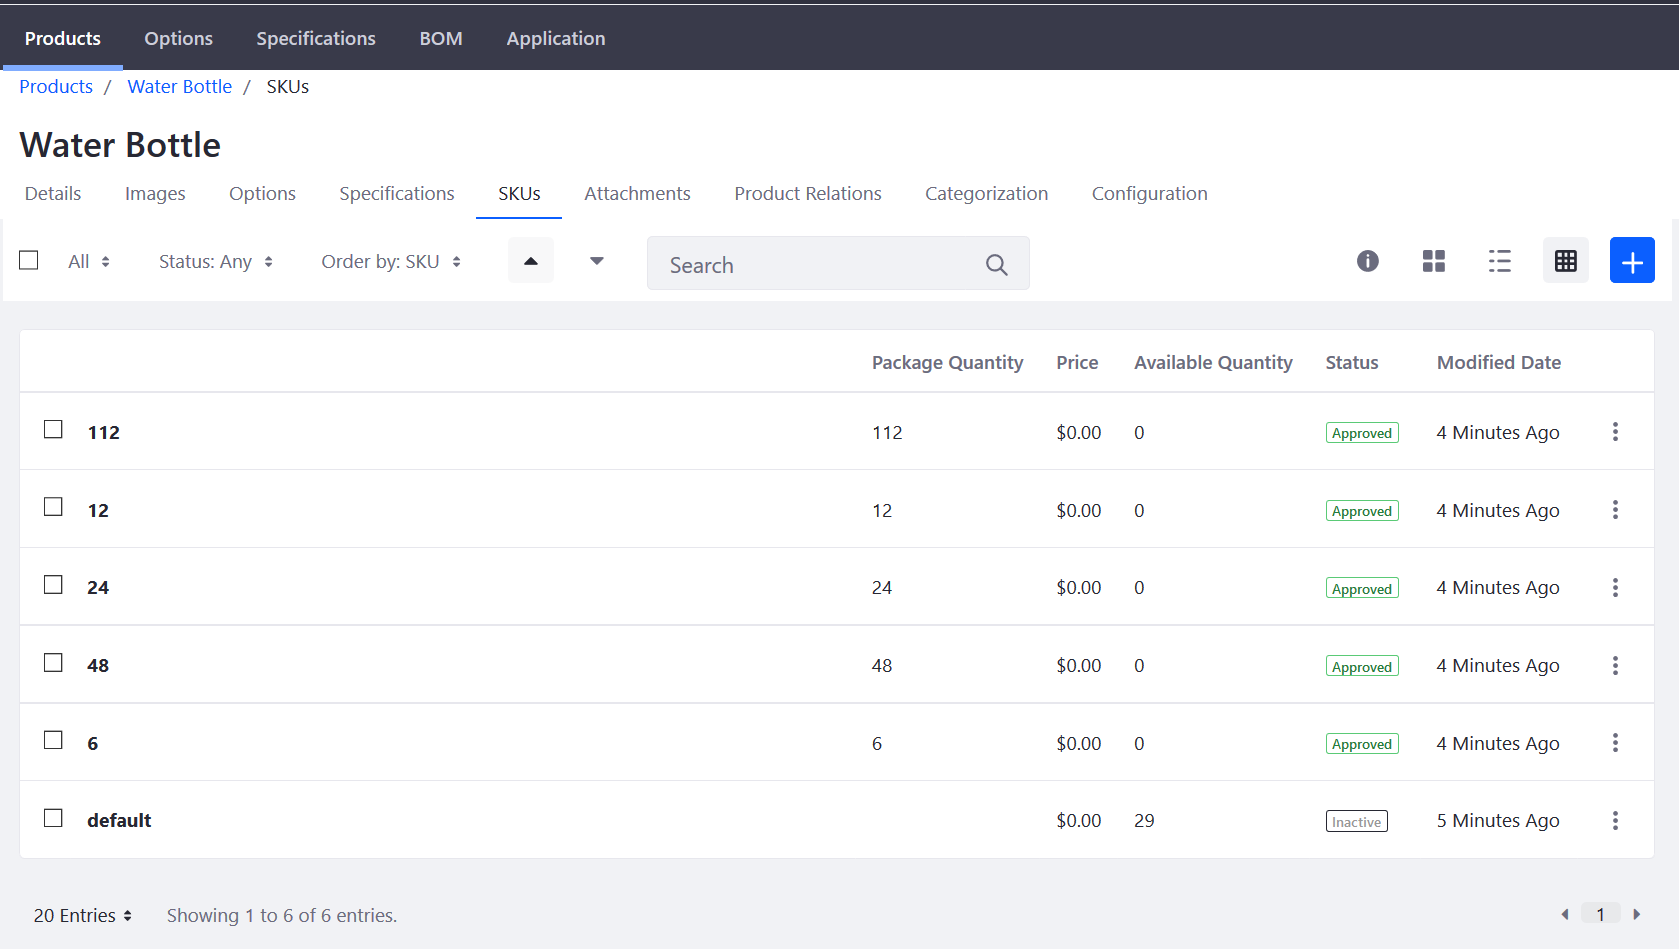 Products Options Specifications BOM Application
Products / Water Bottle / SKUs
Water Bottle
Details Images Options Specifications SKUs Attachments Product Relations Categorization Configuration
All Status: Any Order by: SKU Search
Package Quantity Price Available Quantity Status Modified Date
112 112 $0.00 0 Approved 4 Minutes Ago
12 12 $0.00 0 Approved 4 Minutes Ago
24 24 $0.00 0 Approved 4 Minutes Ago
48 48 $0.00 0 Approved 4 Minutes Ago
6 6 $0.00 0 Approved 4 Minutes Ago
default $0.00 29 Inactive 5 Minutes Ago
20 Entries Showing 1 to 6 of 6 entries. 1